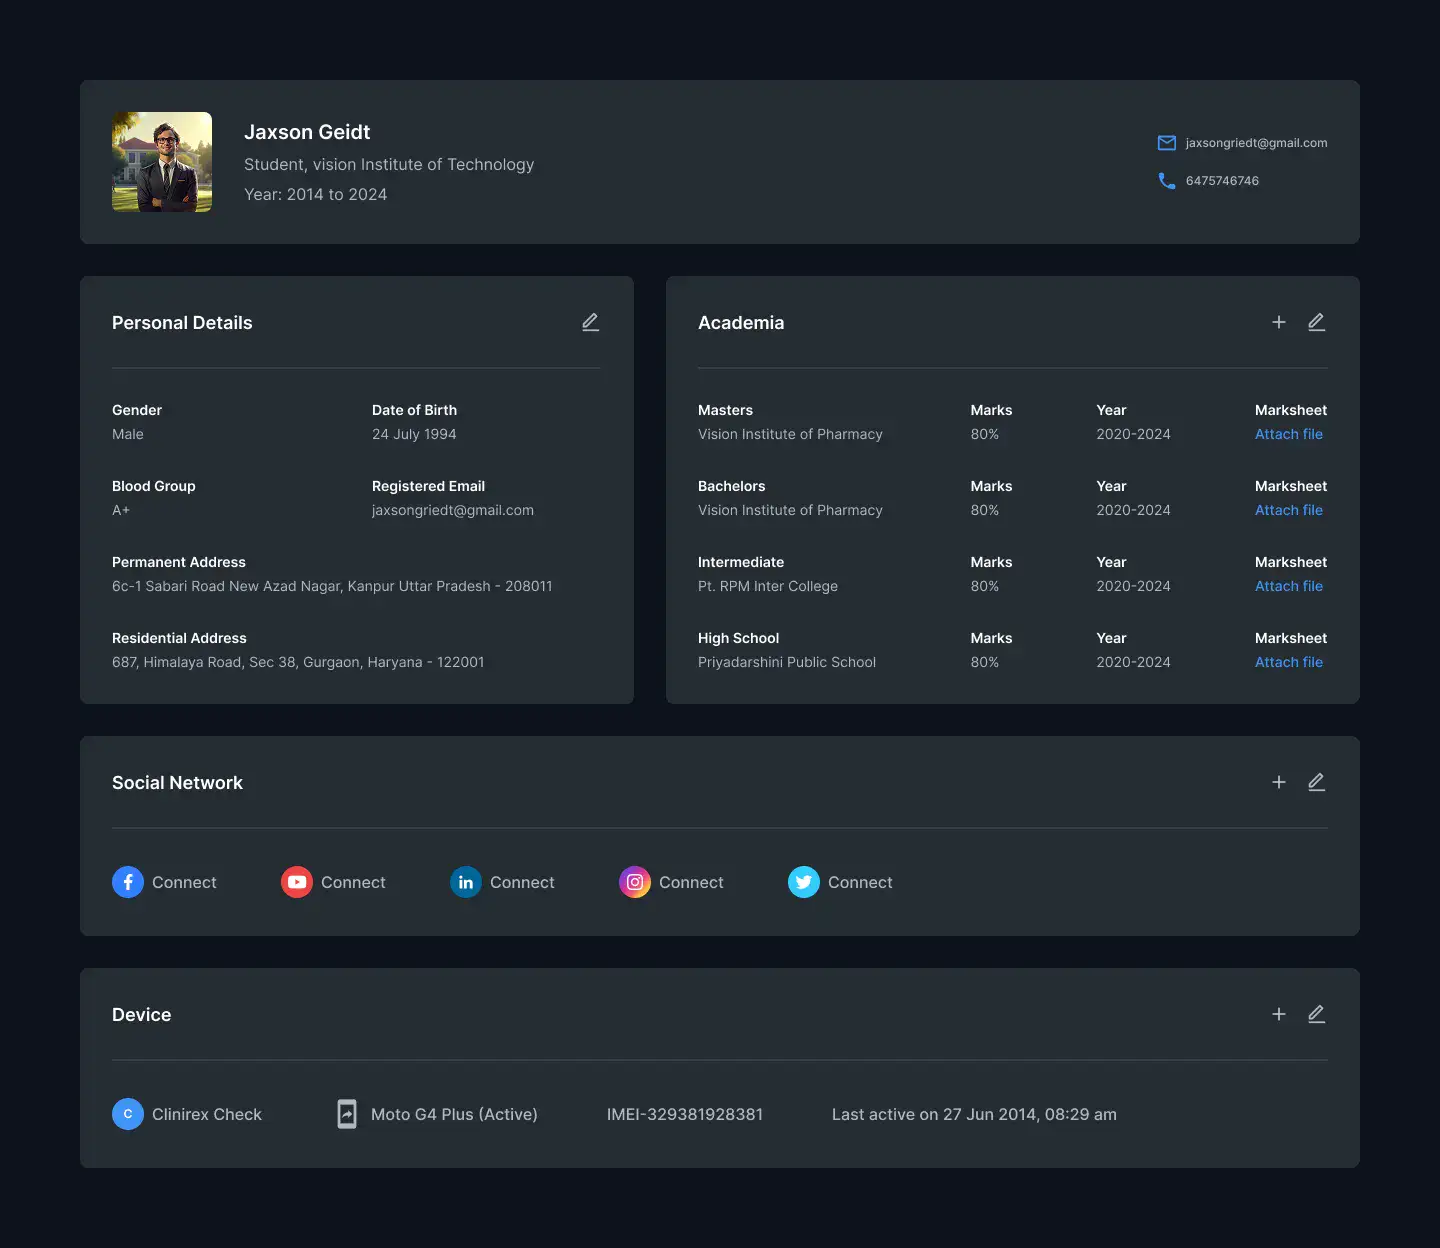 Jaxson Geidt
Student, vision Institute of Technology
Year: 2014 to 2024
jaxsongriedt@gmail.com
6475746746
Personal Details
Gender
Male
Date of Birth
24 July 1994
Blood Group
A+
Registered Email
jaxsongriedt@gmail.com
Permanent Address
6c-1 Sabari Road New Azad Nagar, Kanpur Uttar Pradesh - 208011
Residential Address
687, Himalaya Road, Sec 38, Gurgaon, Haryana - 122001
Academia
Masters Marks Year Marksheet
Vision Institute of Pharmacy 80% 2020-2024 Attach file
Bachelors Marks Year Marksheet
Vision Institute of Pharmacy 80% 2020-2024 Attach file
Intermediate Marks Year Marksheet
Pt. RPM Inter College 80% 2020-2024 Attach file
High School Marks Year Marksheet
Priyadarshini Public School 80% 2020-2024 Attach file
Social Network
Connect Connect in Connect Connect Connect
Device
C Clinirex Check Moto G4 Plus (Active) IMEI-329381928381 Last active on 27 Jun 2014, 08:29 am